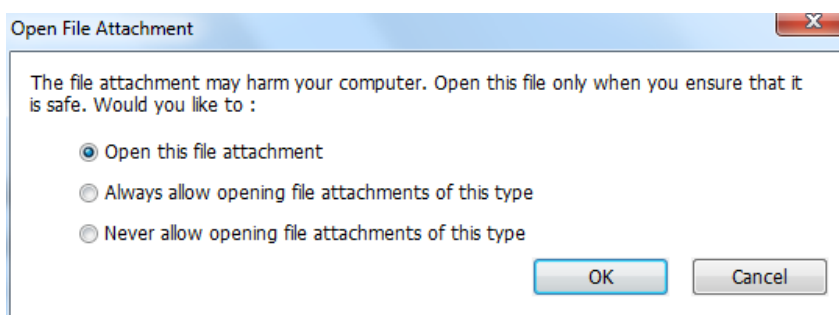 Open File Attachment
The file attachment may harm your computer. Open this file only when you ensure that it
is safe. Would you like to :
Open this file attachment
Always allow opening file attachments of this type
Never allow opening file attachments of this type
OK
Cancel